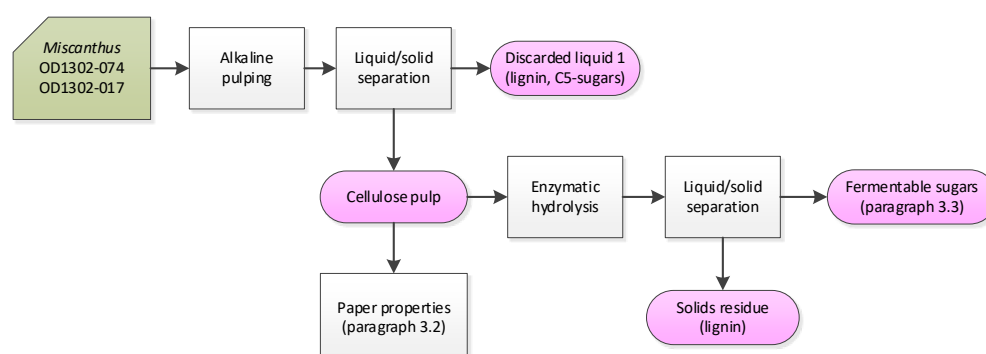 Miscanthus
OD1302-074
OD1302-017
Alkaline
pulping
Liquid/solid
separation
Discarded liquid 1
(lignin, C5-sugars)
Cellulose pulp
Enzymatic
hydrolysis
Liquid/solid
separation
Fermentable sugars
(paragraph 3.3)
Paper properties
(paragraph 3.2)
Solids residue
(lignin)